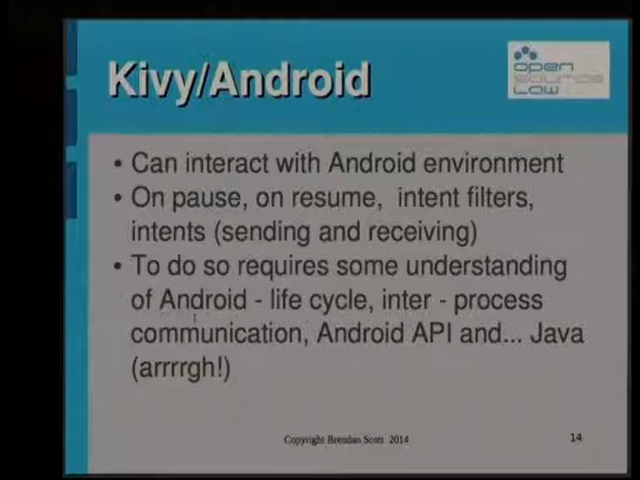 Kivy/Android
open
source
LAW
• Can interact with Android environment
• On pause, on resume, intent filters,
intents (sending and receiving)
• To do so requires some understanding
of Android - life cycle, inter - process
communication, Android API and... Java
(arrrrgh!)
Copyright Brendan Scott 2014
14